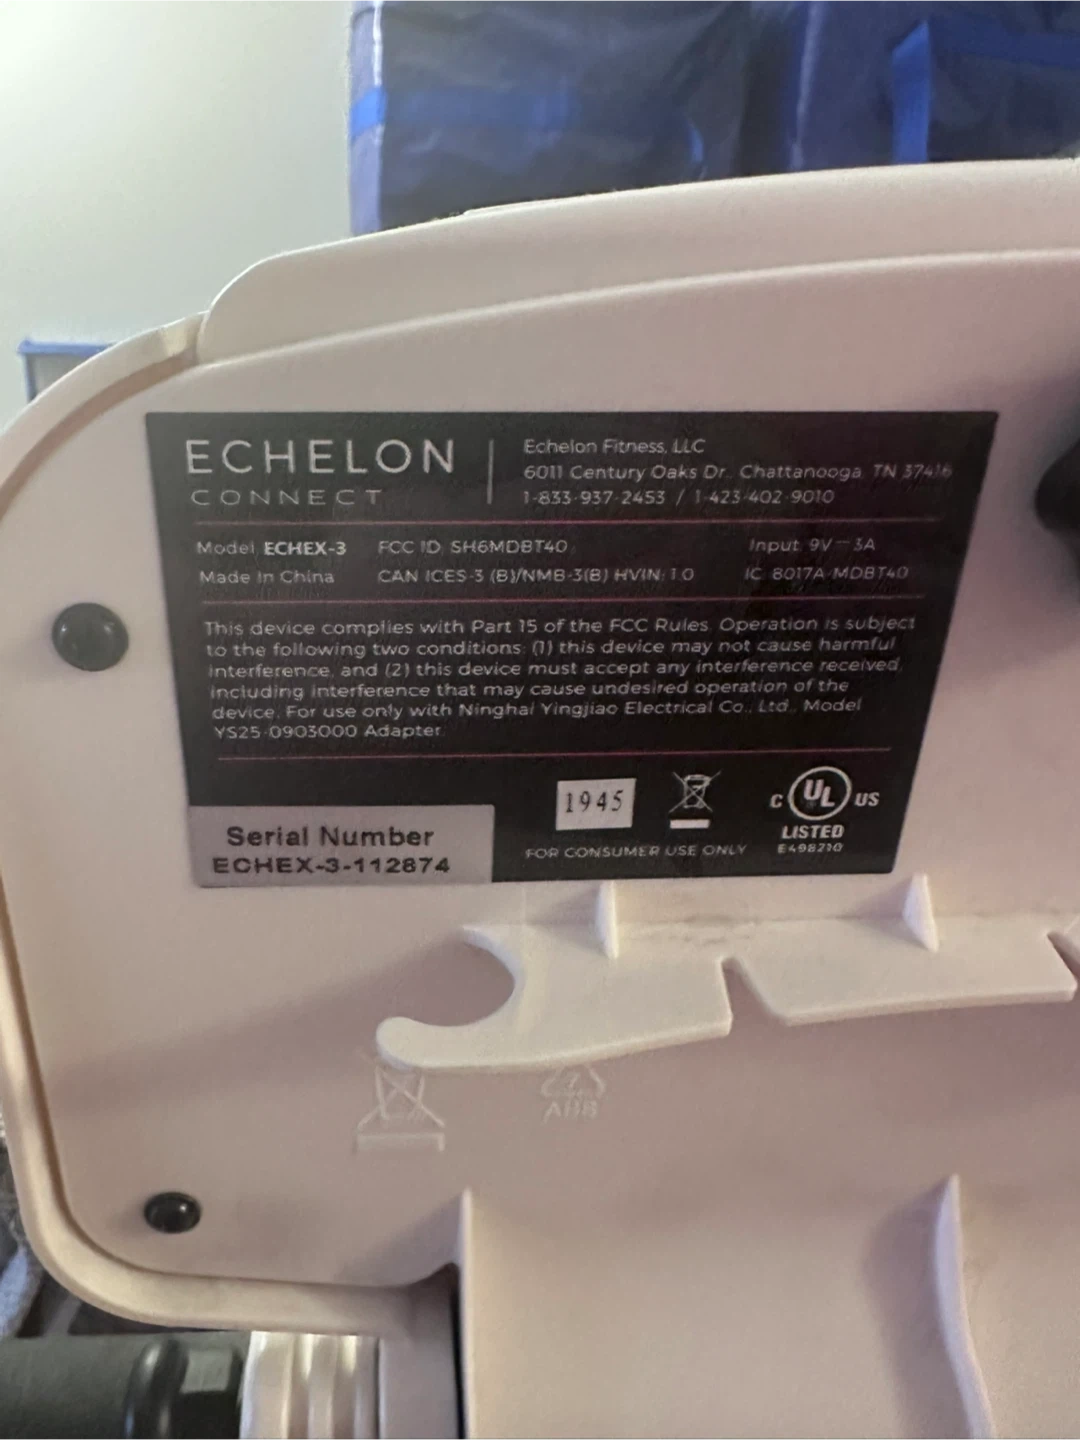 ECHELON
CONNECT
Echelon Fitness, LLC
6011 Century Oaks Dr., Chattanooga, TN 37416
1-833-937-2453 / 1-423-402-9010
Model: ECHEX-3 FCC ID: SH6MDBT40 Input: 9V⎓3A
Made In China CAN ICES-3 (B)/NMB-3(B) HVIN: 1.0 IC: 8017A-MDBT40
This device complies with Part 15 of the FCC Rules. Operation is subject
to the following two conditions: (1) this device may not cause harmful
interference, and (2) this device must accept any interference received,
including interference that may cause undesired operation of the
device. For use only with Ninghai Yingjiao Electrical Co., Ltd., Model
YS25-0903000 Adapter.
1945
C UL US
LISTED
E498210
FOR CONSUMER USE ONLY
Serial Number
ECHEX-3-112874
7
ABS